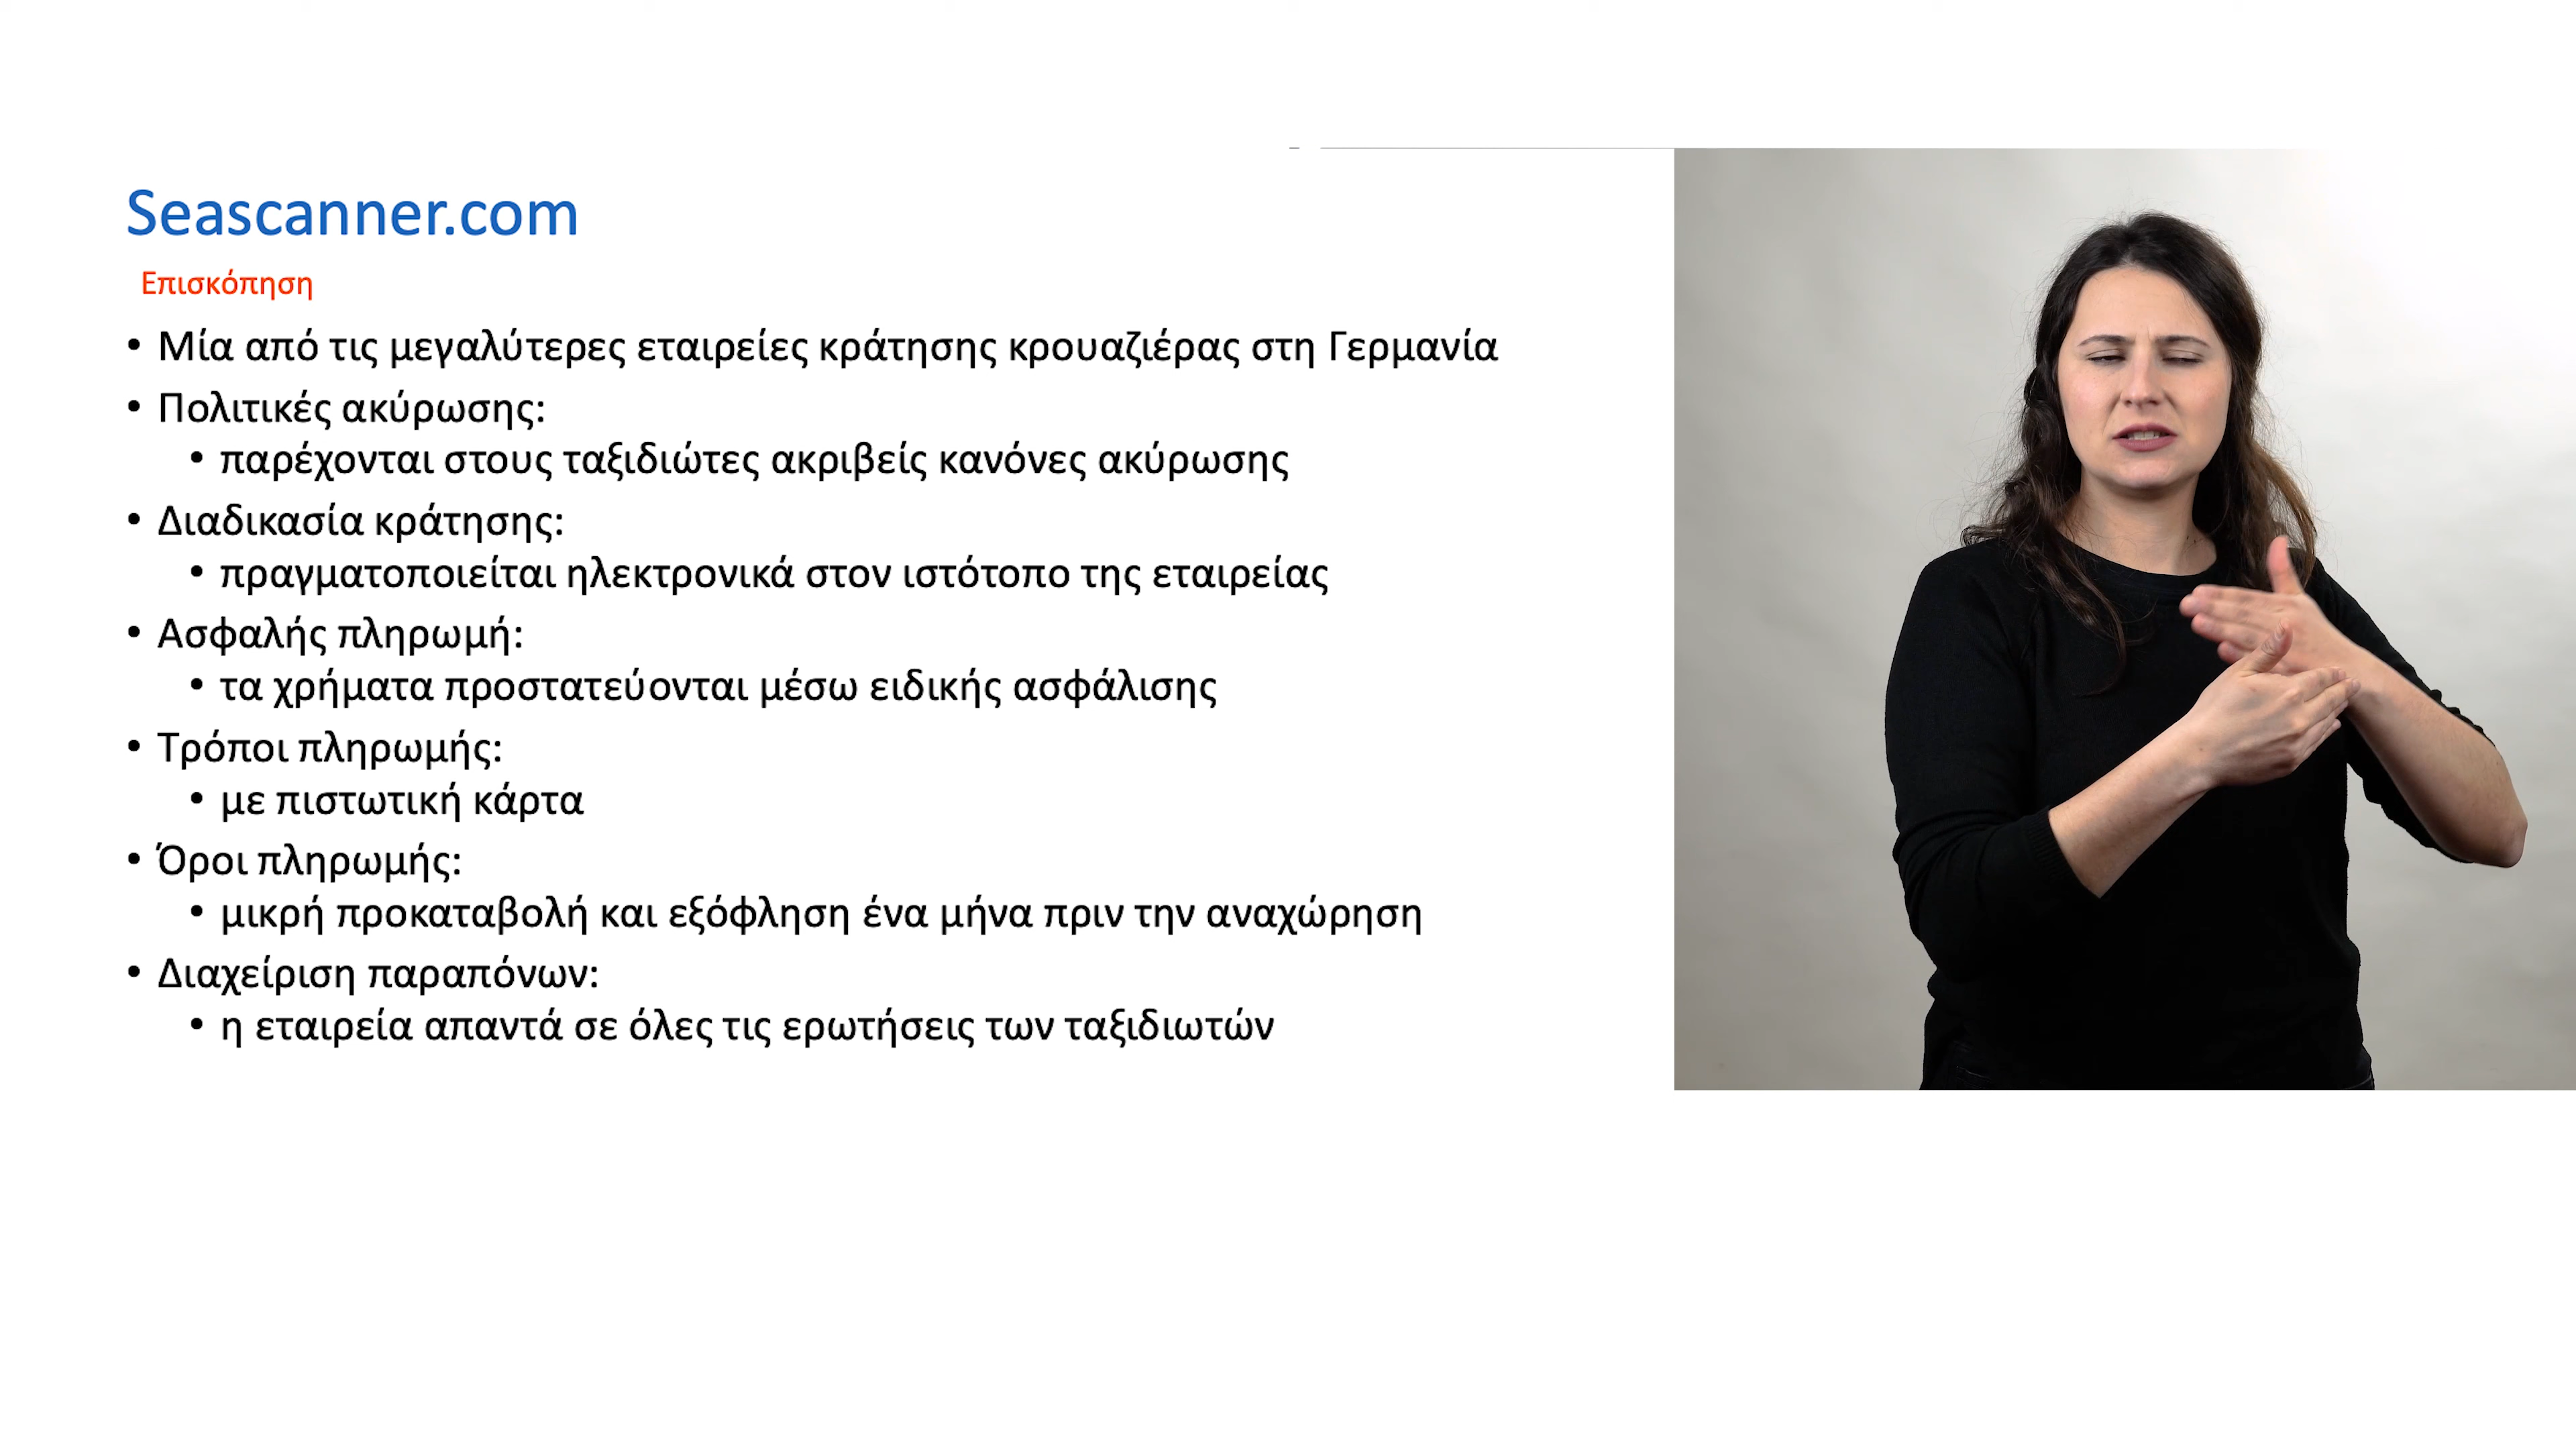 Seascanner.com
Επισκόπηση
• Μία από τις μεγαλύτερες εταιρείες κράτησης κρουαζιέρας στη Γερμανία
• Πολιτικές ακύρωσης:
• παρέχονται στους ταξιδιώτες ακριβείς κανόνες ακύρωσης
• Διαδικασία κράτησης:
• πραγματοποιείται ηλεκτρονικά στον ιστότοπο της εταιρείας
• Ασφαλής πληρωμή:
• τα χρήματα προστατεύονται μέσω ειδικής ασφάλισης
• Τρόποι πληρωμής:
• με πιστωτική κάρτα
• Όροι πληρωμής:
• μικρή προκαταβολή και εξόφληση ένα μήνα πριν την αναχώρηση
• Διαχείριση παραπόνων:
• η εταιρεία απαντά σε όλες τις ερωτήσεις των ταξιδιωτών